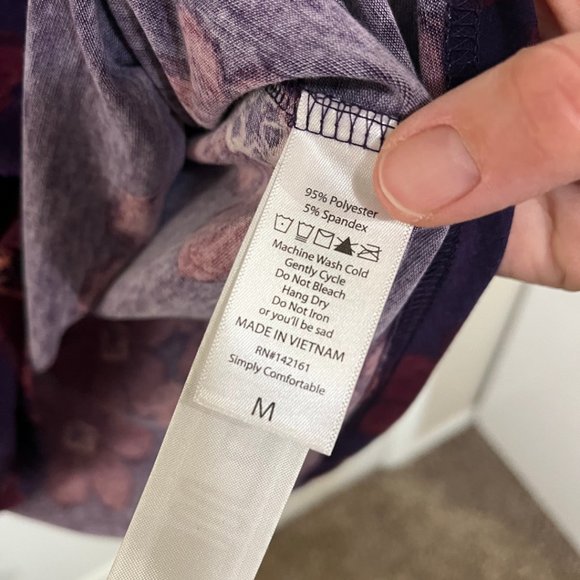 95% Polyester
5% Spandex
Machine Wash Cold
Gently Cycle
Do Not Bleach
Hang Dry
Do Not Iron
or you'll be sad
MADE IN VIETNAM
RN#142161
Simply Comfortable
M